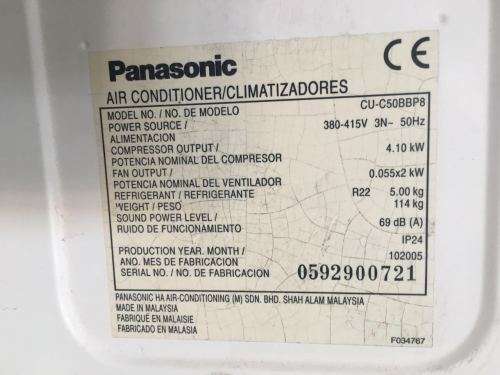 Panasonic CE
AIR CONDITIONER/CLIMATIZADORES
MODEL NO. / NO. DE MODELO CU-C50BBP8
POWER SOURCE / 380-415V 3N~ 50Hz
ALIMENTACION
COMPRESSOR OUTPUT / 4.10 kW
POTENCIA NOMINAL DEL COMPRESOR
FAN OUTPUT / 0.055x2 kW
POTENCIA NOMINAL DEL VENTILADOR
REFRIGERANT / REFRIGERANTE R22 5.00 kg
WEIGHT / PESO 114 kg
SOUND POWER LEVEL / 69 dB (A)
RUIDO DE FUNCIONAMIENTO
IP24
PRODUCTION YEAR. MONTH / 102005
ANO. MES DE FABRICACION
SERIAL NO. / NO. DE FABRICACION 0592900721
PANASONIC HA AIR-CONDITIONING (M) SDN. BHD. SHAH ALAM MALAYSIA
MADE IN MALAYSIA
FABRIQUÉ EN MALAISIE
FABRICADO EN MALASIA F034767